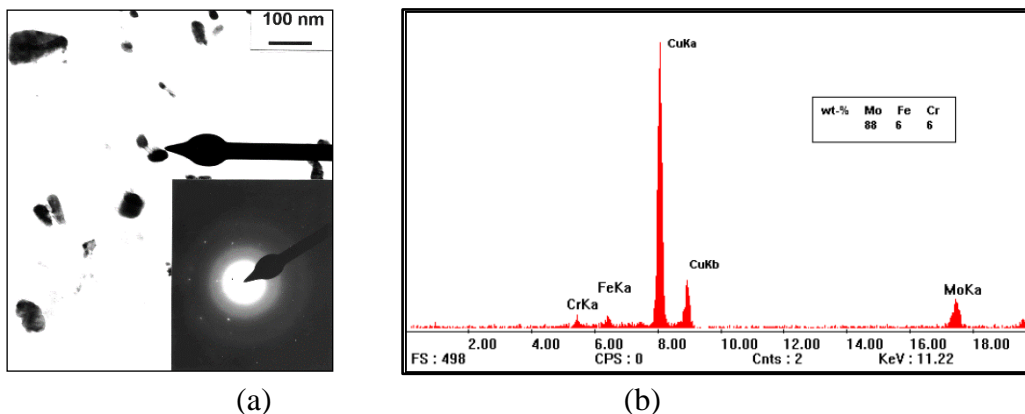 100 nm
CuKa
wt-% Mo Fe Cr
88 6 6
CuKb
FeKa
MoKa
CrKa
2.00 4.00 6.00 8.00 10.00 12.00 14.00 16.00 18.00
FS : 498 CPS : 0 Cnts : 2 KeV : 11.22
(a) (b)